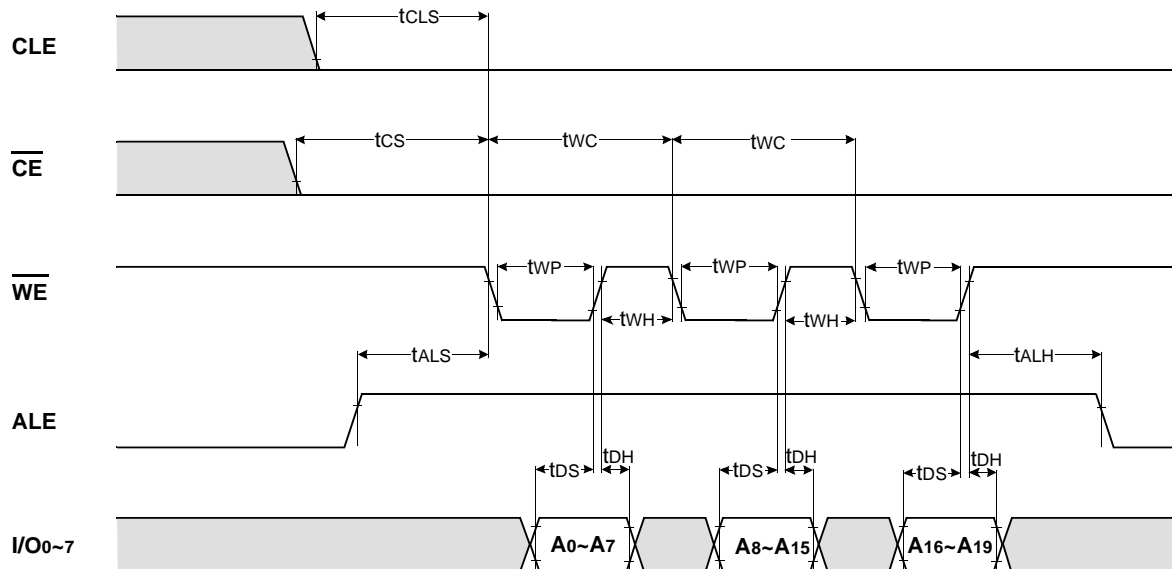 tCLS
CLE
tCS tWC tWC
CE
tWP tWP tWP
WE
tWH tWH
tALS tALH
ALE
tDS tDH tDS tDH tDS tDH
I/O0~7 A0~A7 A8~A15 A16~A19